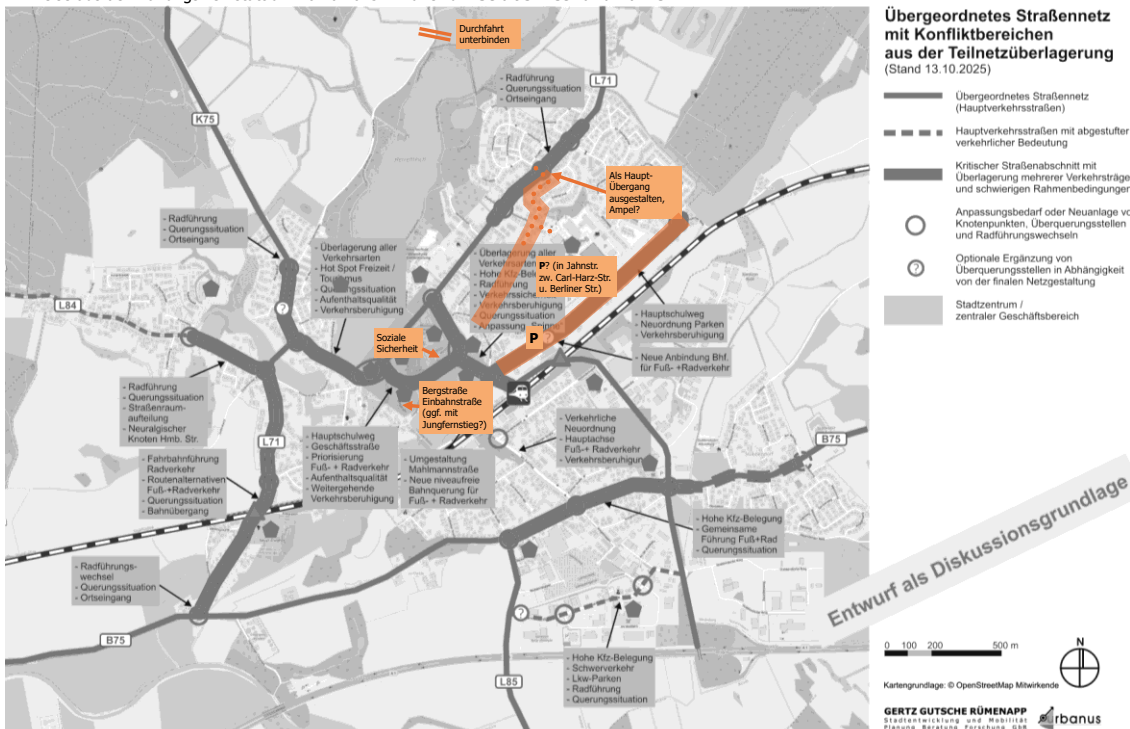 Übergeordnetes Straßennetz
mit Konfliktbereichen
aus der Teilnetzüberlagerung
(Stand 13.10.2025)
Übergeordnetes Straßennetz
(Hauptverkehrsstraßen)
Hauptverkehrsstraßen mit abgestufter
verkehrlicher Bedeutung
Kritischer Straßenabschnitt mit
Überlagerung mehrerer Verkehrsträge
und schwierigen Rahmenbedingunge
Anpassungsbedarf oder Neuanlage vo
Knotenpunkten, Überquerungsstellen
und Radführungswechseln
?
Optionale Ergänzung von
Überquerungsstellen in Abhängigkeit
von der finalen Netzgestaltung
Stadtzentrum /
zentraler Geschäftsbereich
Durchfahrt
unterbinden
L71
K75
- Radführung
- Querungssituation
- Ortseingang
Als Haupt-
Übergang
ausgestalten,
Ampel?
- Radführung
- Querungssituation
- Ortseingang
- Überlagerung aller
Verkehrsarten
- Hot Spot Freizeit /
- Aufenthaltsqualität
- Verkehrsberuhigung
- Überlagerung aller
P? (in Jahnstr.
zw. Carl-Harz-Str.
u. Berliner Str.)
Verkehrsberuhigung
Querungssituation
L84
?
- Hauptschulweg
- Neuordnung Parken
- Verkehrsberuhigung
P
Soziale
Sicherheit
- Neue Anbindung Bhf.
für Fuß- +Radverkehr
- Radführung
- Querungssituation
- Straßenraum-
aufteilung
- Neuralgischer
Knoten Hmb. Str.
Bergstraße
Einbahnstraße
(ggf. mit
Jungfernstieg?)
- Verkehrliche
Neuordnung
- Hauptachse
Fuß-+ Radverkehr
- Verkehrsberuhigun
B75
L71
- Hauptschulweg
- Geschäftsstraße
- Priorisierung
Fuß- + Radverkehr
- Aufenthaltsqualität
- Weitergehende
Verkehrsberuhigung
- Umgestaltung
Mahlmannstraße
- Neue niveaufreie
Bahnquerung für
Fuß- + Radverkehr
- Fahrbahnführung
Radverkehr
- Routenalternativen
Fuß-+Radverkehr
- Querungssituation
- Bahnübergang
- Hohe Kfz-Belegung
- Gemeinsame
Führung Fuß+Rad
- Querungssituation
- Radführungs-
wechsel
- Querungssituation
- Ortseingang
B75
?
L85
- Hohe Kfz-Belegung
- Schwerverkehr
- Lkw-Parken
- Radführung
- Querungssituation
Entwurf als Diskussionsgrundlage
0 100 200 500 m
N
Kartengrundlage: © OpenStreetMap Mitwirkende
GERTZ GUTSCHE RÜMENAPP
Stadtentwicklung und Mobilität
Planung Beratung Forschung GbR
urbanus